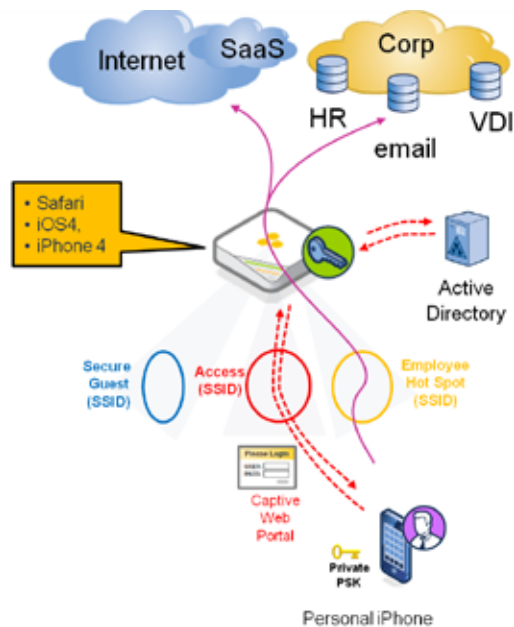 Internet
SaaS
Corp
HR
email
VDI
• Safari
• iOS4,
• iPhone 4
Active
Directory
Secure
Guest
(SSID)
Access
(SSID)
Employee
Hot Spot
(SSID)
Please Login
Captive
Web
Portal
Private
PSK
Personal iPhone